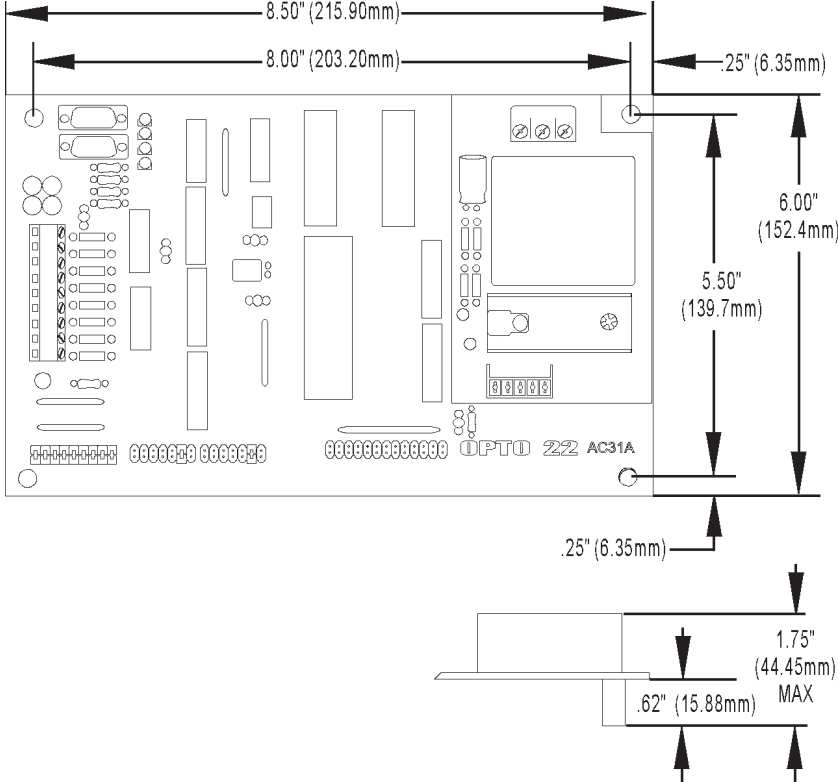 8.50" (215.90mm)
8.00" (203.20mm)
.25" (6.35mm)
6.00"
(152.4mm)
5.50"
(139.7mm)
OPTO 22 AC31A
.25" (6.35mm)
1.75"
(44.45mm)
MAX
.62" (15.88mm)